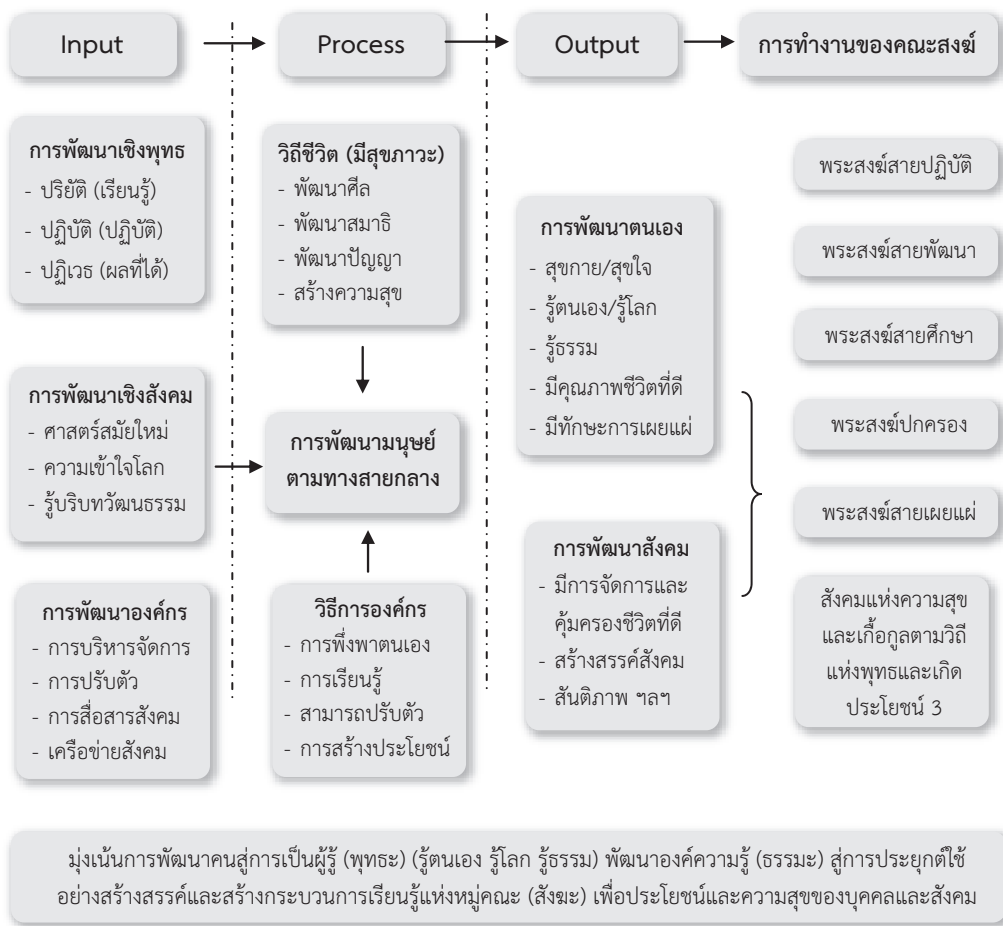 Input
Process
Output
การทำงานของคณะสงฆ์
การพัฒนาเชิงพุทธ
- ปริยัติ (เรียนรู้)
- ปฏิบัติ (ปฏิบัติ)
- ปฏิเวธ (ผลที่ได้)
การพัฒนาเชิงสังคม
- ศาสตร์สมัยใหม่
- ความเข้าใจโลก
- รู้บริบทวัฒนธรรม
การพัฒนาองค์กร
- การบริหารจัดการ
- การปรับตัว
- การสื่อสารสังคม
- เครือข่ายสังคม
วิถีชีวิต (มีสุขภาวะ)
- พัฒนาศีล
- พัฒนาสมาธิ
- พัฒนาปัญญา
- สร้างความสุข
การพัฒนามนุษย์
ตามทางสายกลาง
วิธีการองค์กร
- การพึ่งพาตนเอง
- การเรียนรู้
- สามารถปรับตัว
- การสร้างประโยชน์
การพัฒนาตนเอง
- สุขกาย/สุขใจ
- รู้ตนเอง/รู้โลก
- รู้ธรรม
- มีคุณภาพชีวิตที่ดี
- มีทักษะการเผยแผ่
การพัฒนาสังคม
- มีการจัดการและ
คุ้มครองชีวิตที่ดี
- สร้างสรรค์สังคม
- สันติภาพ ฯลฯ
พระสงฆ์สายปฏิบัติ
พระสงฆ์สายพัฒนา
พระสงฆ์สายศึกษา
พระสงฆ์ปกครอง
พระสงฆ์สายเผยแผ่
สังคมแห่งความสุข
และเกื้อกูลตามวิถี
แห่งพุทธและเกิด
ประโยชน์ 3
มุ่งเน้นการพัฒนาคนสู่การเป็นผู้รู้ (พุทธะ) (รู้ตนเอง รู้โลก รู้ธรรม) พัฒนาองค์ความรู้ (ธรรมะ) สู่การประยุกต์ใช้
อย่างสร้างสรรค์และสร้างกระบวนการเรียนรู้แห่งหมู่คณะ (สังฆะ) เพื่อประโยชน์และความสุขของบุคคลและสังคม